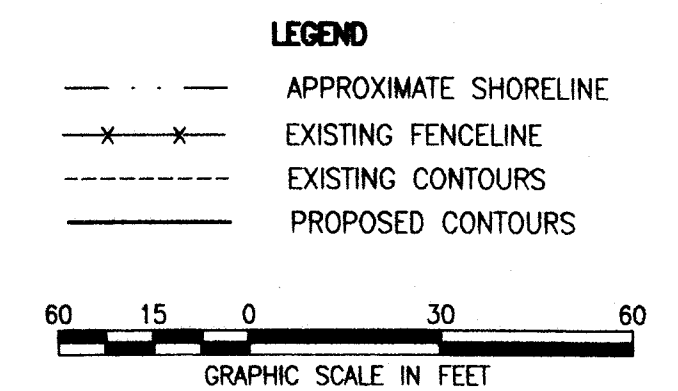 LEGEND
APPROXIMATE SHORELINE
EXISTING FENCELINE
EXISTING CONTOURS
PROPOSED CONTOURS
60 15 0 30 60
GRAPHIC SCALE IN FEET